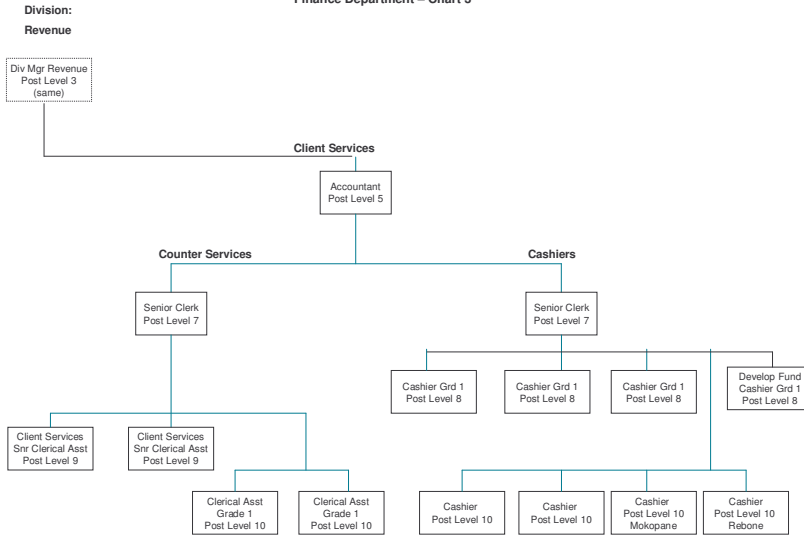 Finance Department – Chart 3
Division:
Revenue
Div Mgr Revenue
Post Level 3
(same)
Client Services
Accountant
Post Level 5
Counter Services
Cashiers
Senior Clerk
Post Level 7
Senior Clerk
Post Level 7
Cashier Grd 1
Post Level 8
Cashier Grd 1
Post Level 8
Cashier Grd 1
Post Level 8
Develop Fund
Cashier Grd 1
Post Level 8
Client Services
Snr Clerical Asst
Post Level 9
Client Services
Snr Clerical Asst
Post Level 9
Clerical Asst
Grade 1
Post Level 10
Clerical Asst
Grade 1
Post Level 10
Cashier
Post Level 10
Cashier
Post Level 10
Cashier
Post Level 10
Mokopane
Cashier
Post Level 10
Rebone